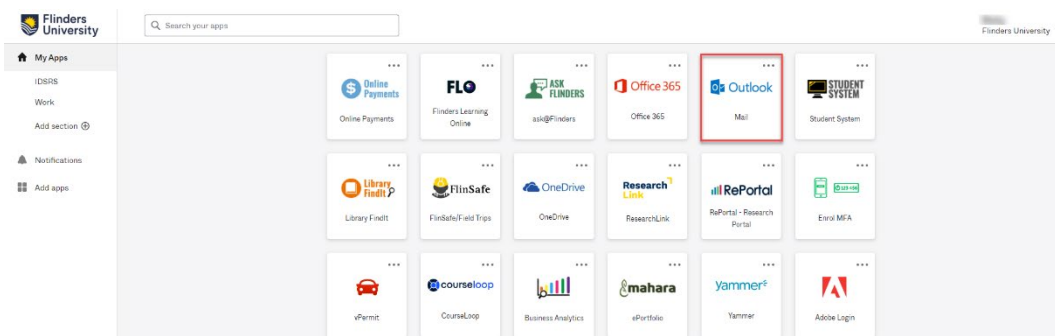 Flinders
University
Search your apps
Flinders University
My Apps
IDSRS
Work
Add section
Notifications
Add apps
Online
Payments
Online Payments
FLO
Flinders Learning
Online
ASK
FLINDERS
ask@Flinders
Office 365
Office 365
Outlook
Mail
STUDENT
SYSTEM
Student System
Library
FindIt
Library FindIt
FlinSafe
FlinSafe/Field Trips
OneDrive
OneDrive
Research
Link
ResearchLink
RePortal
RePortal - Research
Portal
Enrol MFA
vPermit
courseloop
CourseLoop
Business Analytics
mahara
ePortfolio
yammer
Yammer
Adobe Login